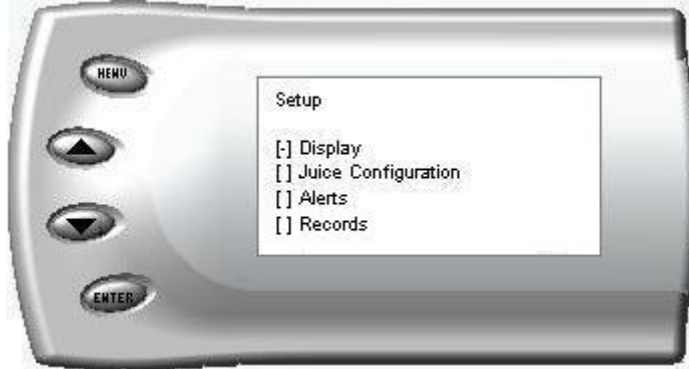 MENU
Setup
[-] Display
[ ] Juice Configuration
[ ] Alerts
[ ] Records
ENTER